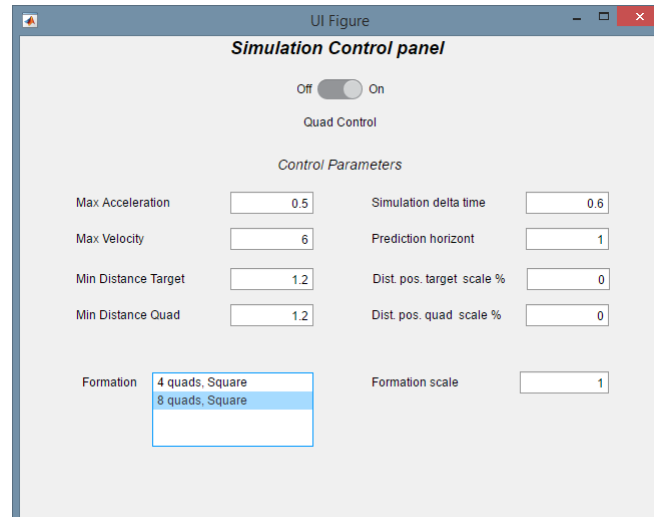 UI Figure
Simulation Control panel
Off On
Quad Control
Control Parameters
Max Acceleration 0.5 Simulation delta time 0.6
Max Velocity 6 Prediction horizont 1
Min Distance Target 1.2 Dist. pos. target scale % 0
Min Distance Quad 1.2 Dist. pos. quad scale % 0
Formation 4 quads, Square Formation scale 1
8 quads, Square